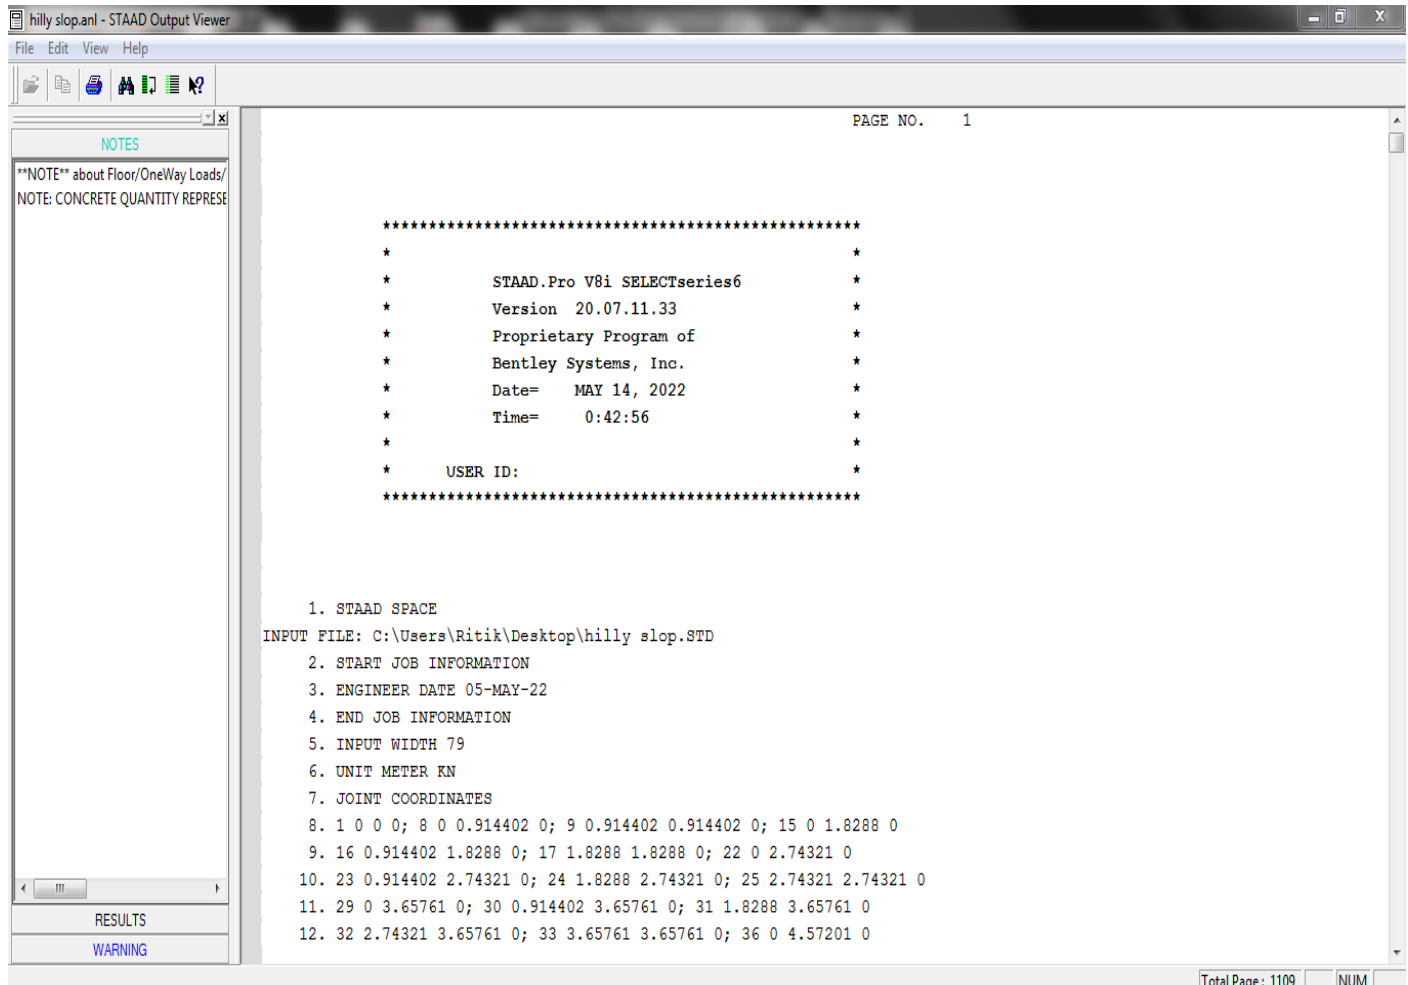 hilly slop.anl - STAAD Output Viewer
File Edit View Help
NOTES
**NOTE** about Floor/OneWay Loads/
NOTE: CONCRETE QUANTITY REPRESE
RESULTS
WARNING
PAGE NO. 1
****************************************************
* *
* STAAD.Pro V8i SELECTseries6 *
* Version 20.07.11.33 *
* Proprietary Program of *
* Bentley Systems, Inc. *
* Date= MAY 14, 2022 *
* Time= 0:42:56 *
* *
* USER ID: *
****************************************************
1. STAAD SPACE
INPUT FILE: C:\Users\Ritik\Desktop\hilly slop.STD
2. START JOB INFORMATION
3. ENGINEER DATE 05-MAY-22
4. END JOB INFORMATION
5. INPUT WIDTH 79
6. UNIT METER KN
7. JOINT COORDINATES
8. 1 0 0 0; 8 0 0.914402 0; 9 0.914402 0.914402 0; 15 0 1.8288 0
9. 16 0.914402 1.8288 0; 17 1.8288 1.8288 0; 22 0 2.74321 0
10. 23 0.914402 2.74321 0; 24 1.8288 2.74321 0; 25 2.74321 2.74321 0
11. 29 0 3.65761 0; 30 0.914402 3.65761 0; 31 1.8288 3.65761 0
12. 32 2.74321 3.65761 0; 33 3.65761 3.65761 0; 36 0 4.57201 0
Total Page : 1109 NUM